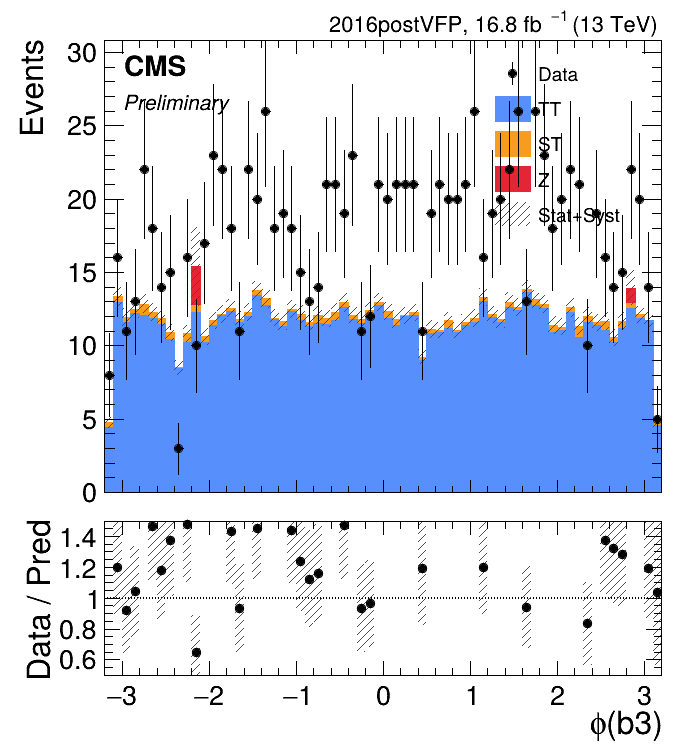 2016postVFP, 16.8 fb⁻¹ (13 TeV)
CMS
Preliminary
Data
TT
ST
Z
Stat+Syst
Events
30
25
20
15
10
5
0
Data / Pred
1.4
1.2
1
0.8
0.6
−3 −2 −1 0 1 2 3
ϕ(b3)